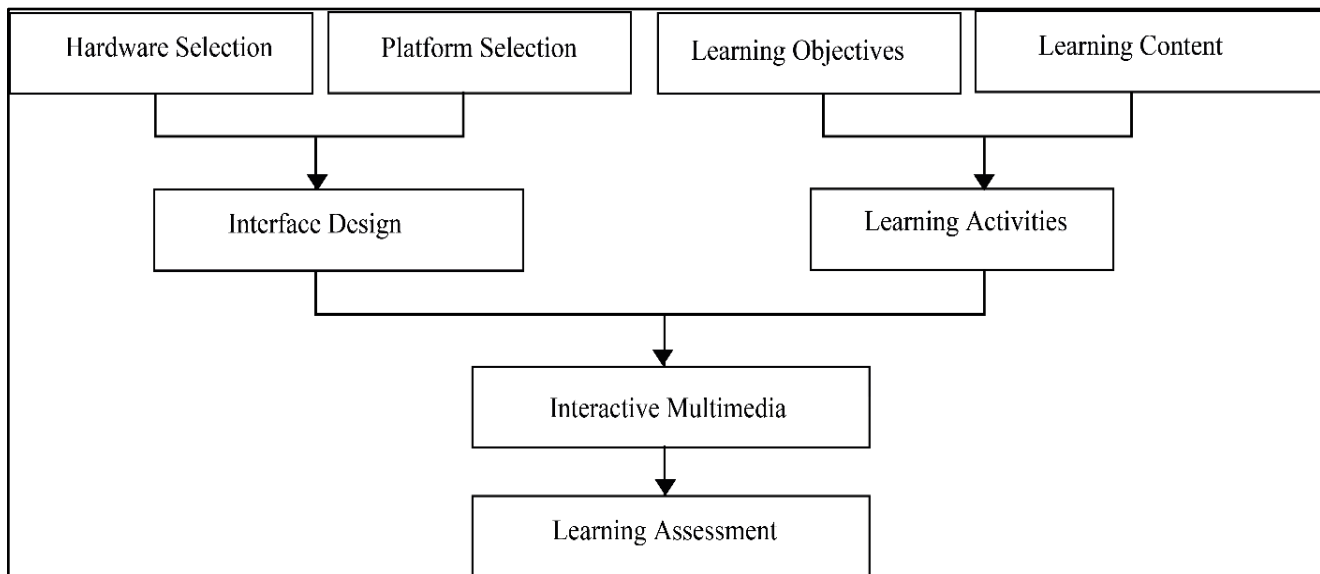 Hardware Selection
Platform Selection
Learning Objectives
Learning Content
Interface Design
Learning Activities
Interactive Multimedia
Learning Assessment